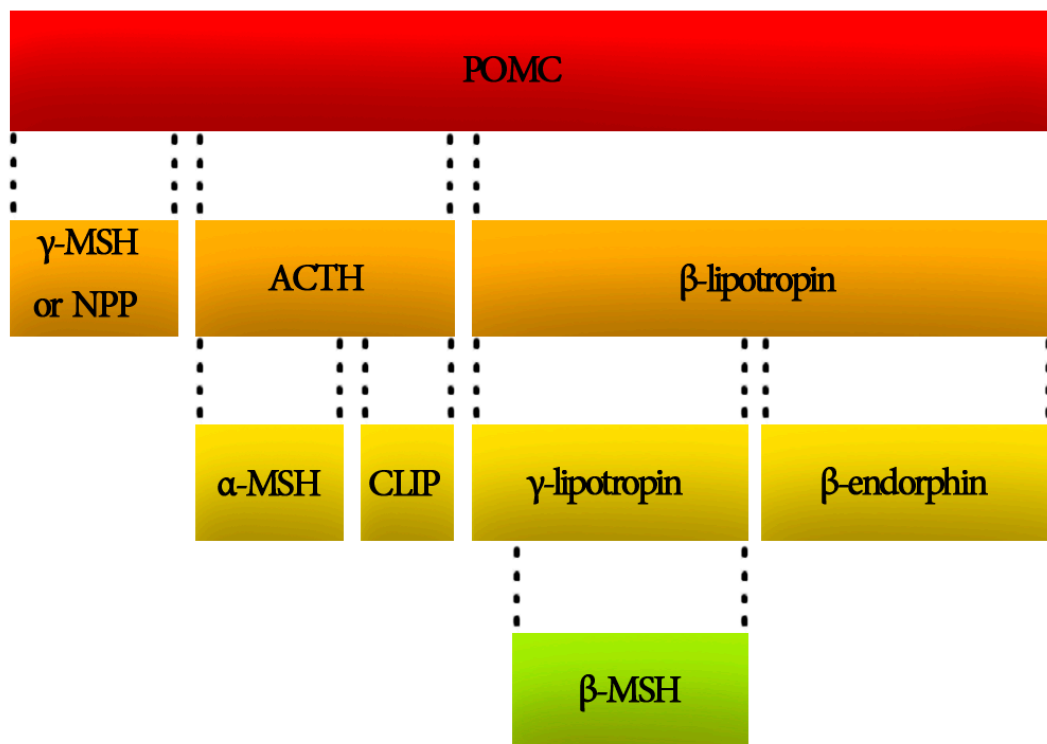 POMC
γ-MSH
or NPP
ACTH
β-lipotropin
α-MSH
CLIP
γ-lipotropin
β-endorphin
β-MSH